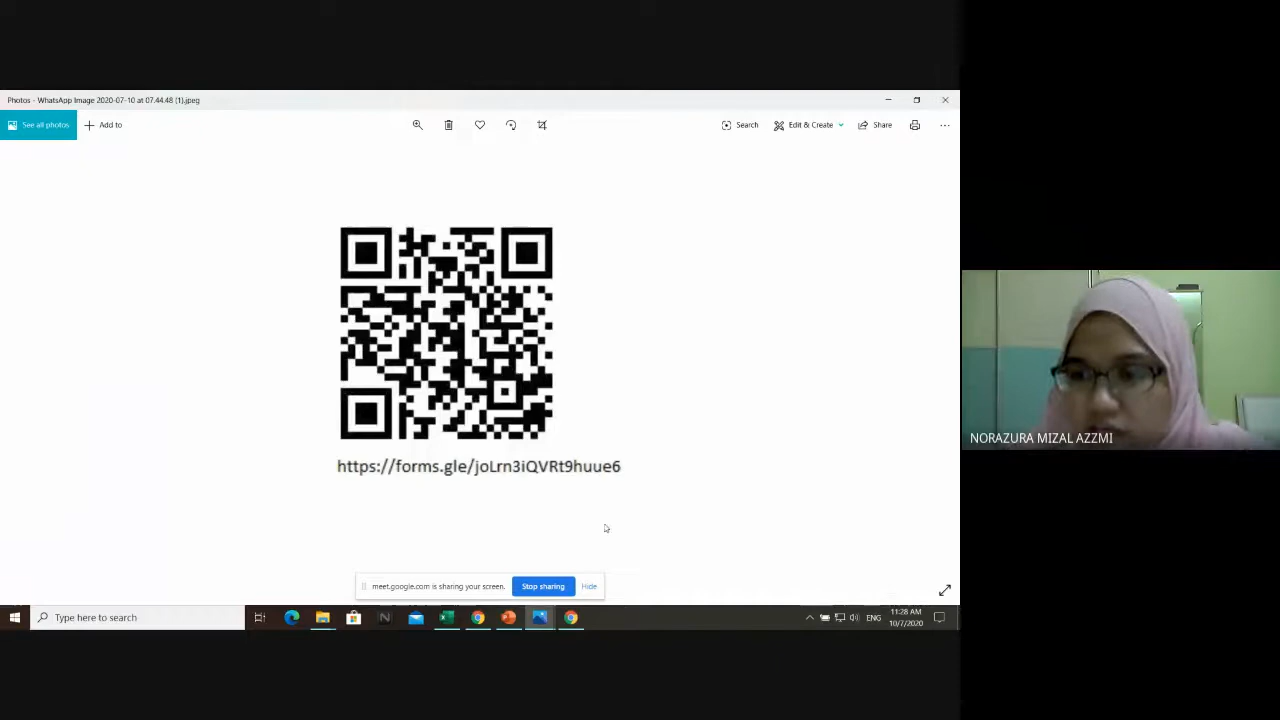 Photos - WhatsApp Image 2020-07-10 at 07.44.48 (1).jpeg
See all photos
Add to
Search
Edit & Create
Share
https://forms.gle/joLrn3iQVRt9huue6
NORAZURA MIZAL AZZMI
meet.google.com is sharing your screen.
Stop sharing
Hide
Type here to search
ENG
11:28 AM
10/7/2020